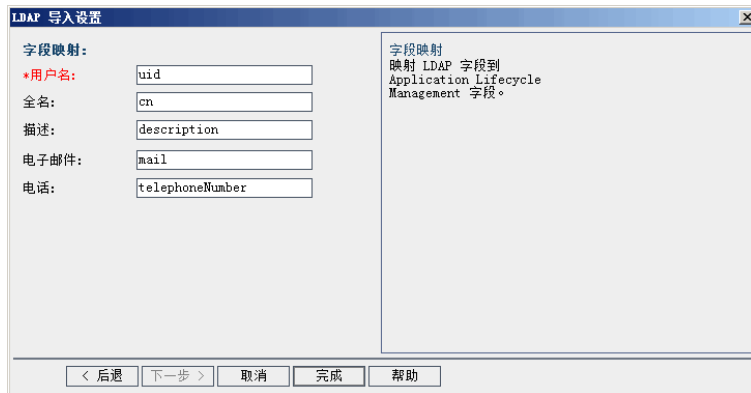 LDAP 导入设置
字段映射:
*用户名:
uid
全名:
cn
描述:
description
电子邮件:
mail
电话:
telephoneNumber
字段映射
映射 LDAP 字段到
Application Lifecycle
Management 字段。
< 后退
下一步 >
取消
完成
帮助